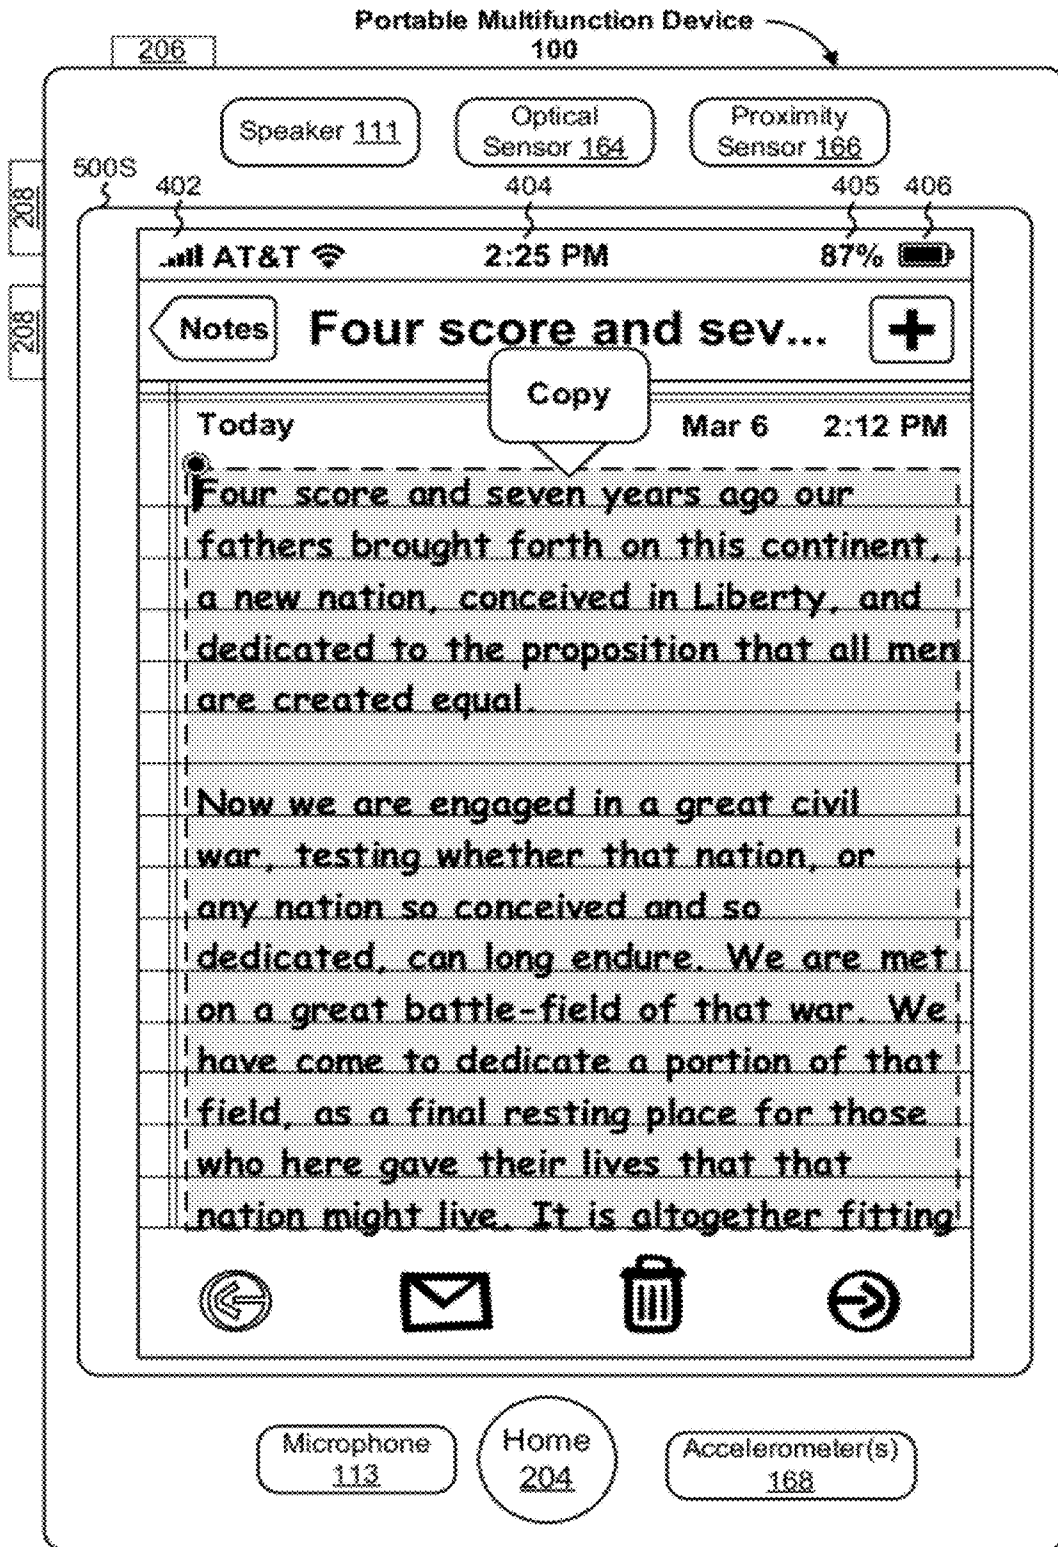 Portable Multifunction Device
100
206
Speaker 111
Optical
Sensor 164
Proximity
Sensor 166
208
208
500S
402
404
405
406
AT&T
2:25 PM
87%
Notes
Four score and sev...
Copy
Today
Mar 6
2:12 PM
Four score and seven years ago our
fathers brought forth on this continent,
a new nation, conceived in Liberty, and
dedicated to the proposition that all men
are created equal.
Now we are engaged in a great civil
war, testing whether that nation, or
any nation so conceived and so
dedicated, can long endure. We are met
on a great battle-field of that war. We
have come to dedicate a portion of that
field, as a final resting place for those
who here gave their lives that that
nation might live. It is altogether fitting
Microphone
113
Home
204
Accelerometer(s)
168